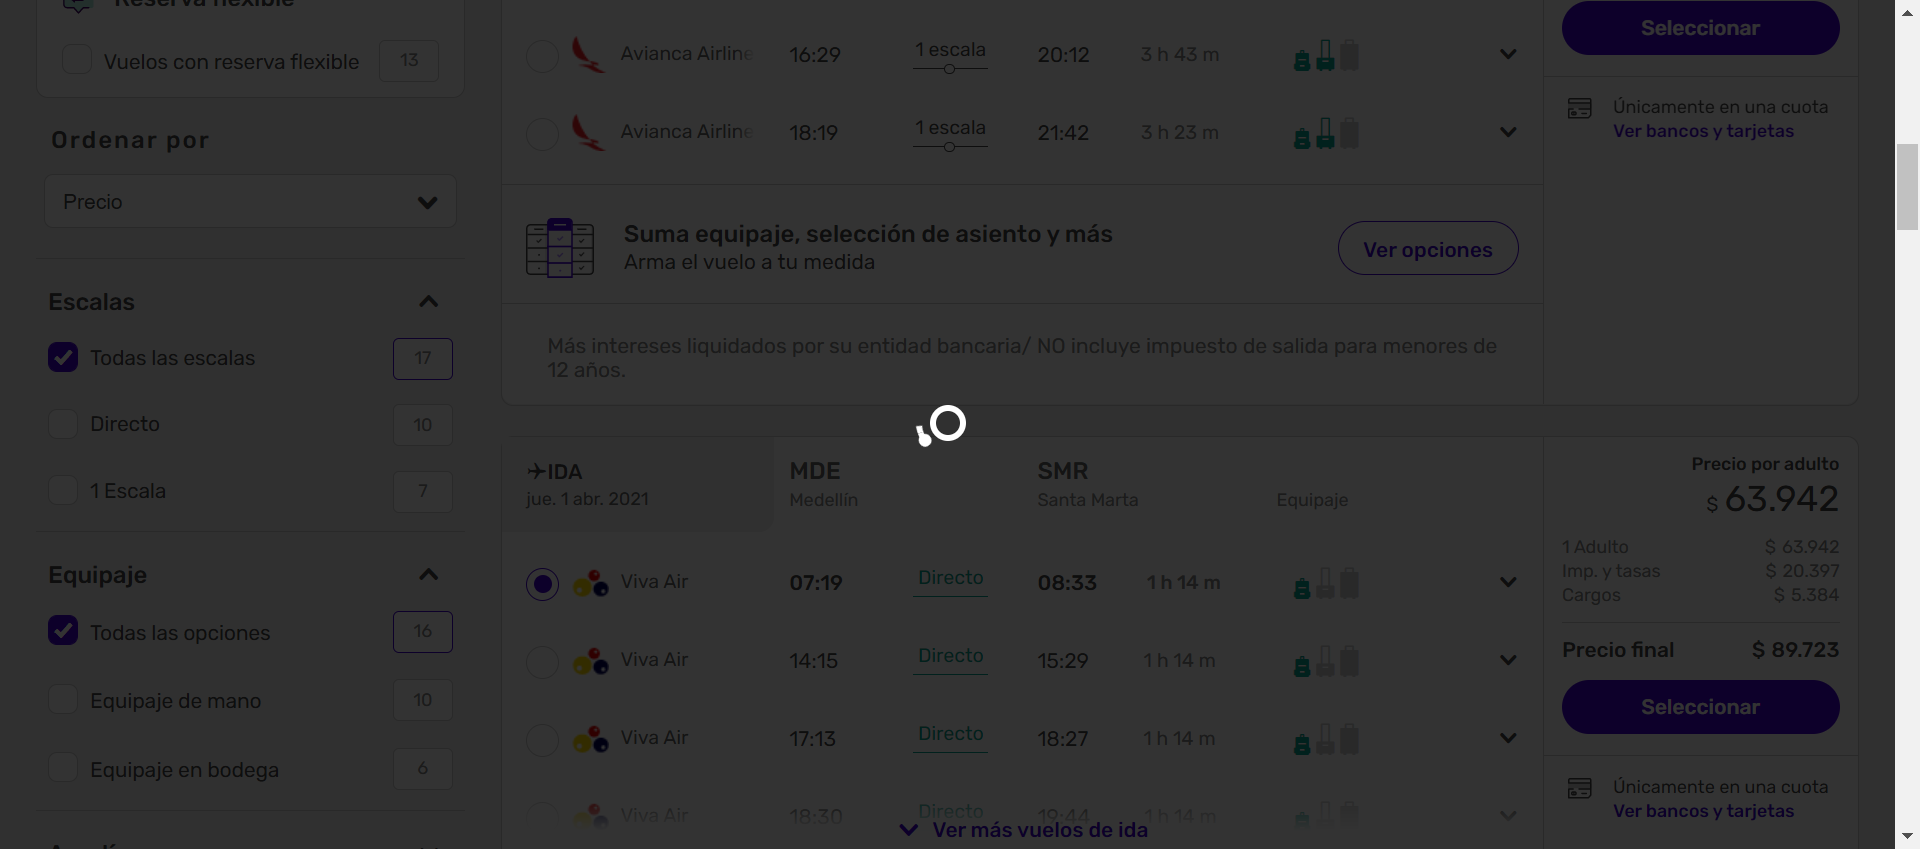 Reserva flexible
Vuelos con reserva flexible 13
Ordenar por
Precio
Escalas
Todas las escalas 17
Directo 10
1 Escala 7
Equipaje
Todas las opciones 16
Equipaje de mano 10
Equipaje en bodega 6
Avianca Airline 16:29 1 escala 20:12 3 h 43 m
Avianca Airline 18:19 1 escala 21:42 3 h 23 m
Suma equipaje, selección de asiento y más
Arma el vuelo a tu medida
Ver opciones
Más intereses liquidados por su entidad bancaria/ NO incluye impuesto de salida para menores de
12 años.
Seleccionar
Únicamente en una cuota
Ver bancos y tarjetas
IDA MDE SMR
jue. 1 abr. 2021 Medellín Santa Marta Equipaje
Viva Air 07:19 Directo 08:33 1 h 14 m
Viva Air 14:15 Directo 15:29 1 h 14 m
Viva Air 17:13 Directo 18:27 1 h 14 m
Viva Air 18:30 Directo 19:44 1 h 14 m
Ver más vuelos de ida
Precio por adulto
$ 63.942
1 Adulto $ 63.942
Imp. y tasas $ 20.397
Cargos $ 5.384
Precio final $ 89.723
Seleccionar
Únicamente en una cuota
Ver bancos y tarjetas